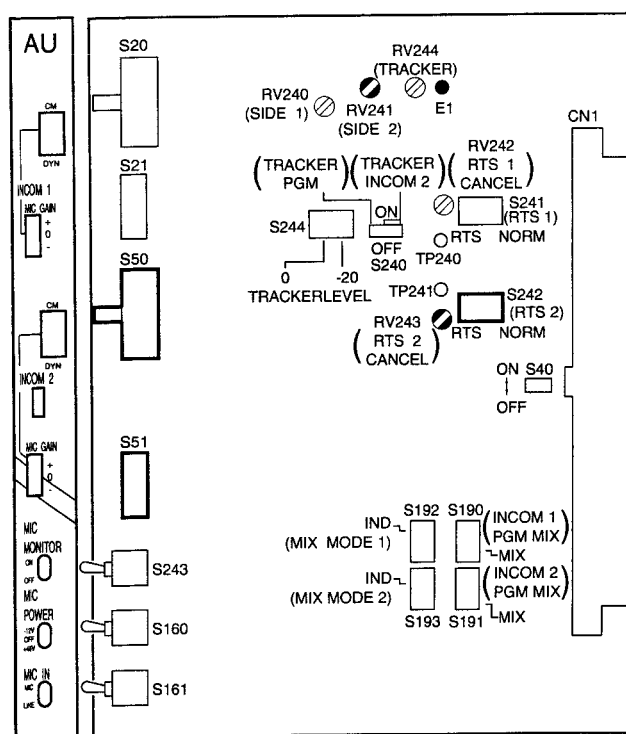 AU
CM
DYN
INCOM 1
MIC GAIN
+
0
-
CM
DYN
INCOM 2
MIC GAIN
+
0
-
MIC
MONITOR
ON
OFF
MIC
POWER
-12V
OFF
+48V
MIC IN
MIC
LINE
S20
S21
S50
S51
S243
S160
S161
RV244
(TRACKER)
RV240
(SIDE 1)
RV241
(SIDE 2)
E1
CN1
(TRACKER
PGM)
(TRACKER
INCOM 2)
(RV242
RTS 1
CANCEL)
S244
ON
OFF
S240
0
-20
TRACKERLEVEL
S241
(RTS 1)
RTS NORM
TP240
TP241
S242
(RTS 2)
RTS NORM
RV243
(RTS 2
CANCEL)
ON
OFF
S40
S192
S190
IND
(MIX MODE 1)
(INCOM 1
PGM MIX)
MIX
IND
(MIX MODE 2)
(INCOM 2
PGM MIX)
MIX
S193
S191